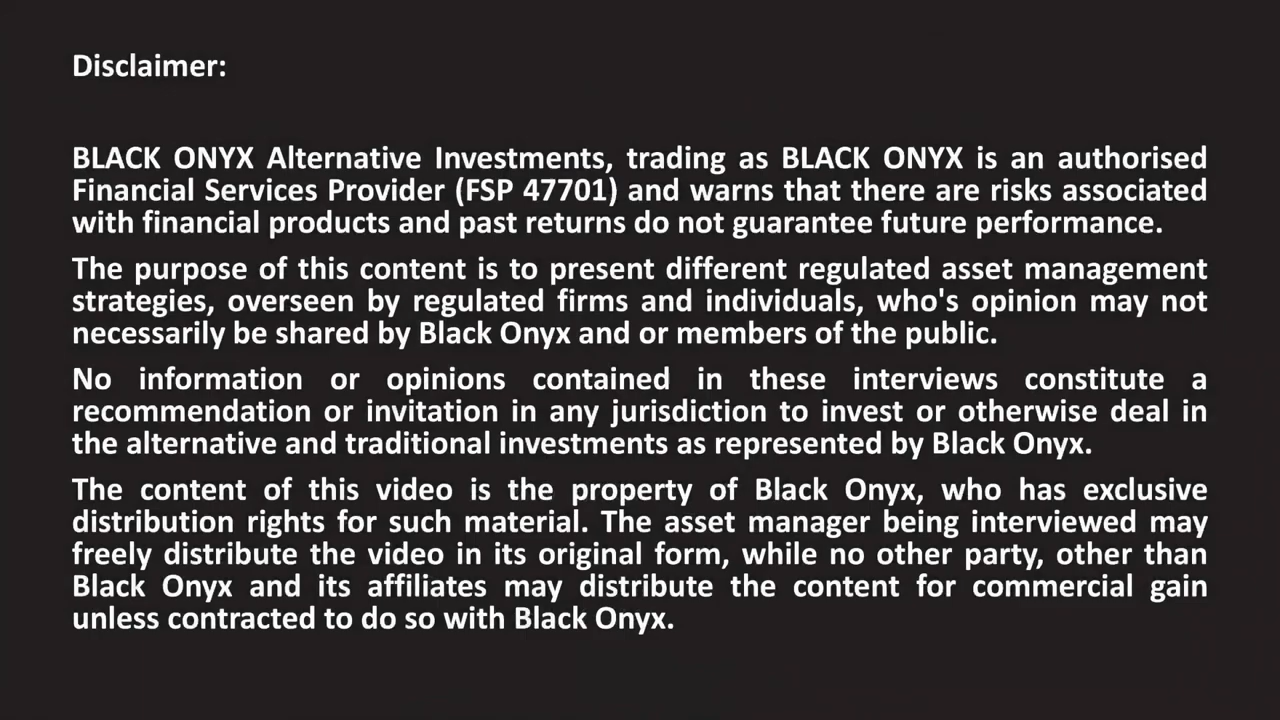 Disclaimer:
BLACK ONYX Alternative Investments, trading as BLACK ONYX is an authorised
Financial Services Provider (FSP 47701) and warns that there are risks associated
with financial products and past returns do not guarantee future performance.
The purpose of this content is to present different regulated asset management
strategies, overseen by regulated firms and individuals, who's opinion may not
necessarily be shared by Black Onyx and or members of the public.
No information or opinions contained in these interviews constitute a
recommendation or invitation in any jurisdiction to invest or otherwise deal in
the alternative and traditional investments as represented by Black Onyx.
The content of this video is the property of Black Onyx, who has exclusive
distribution rights for such material. The asset manager being interviewed may
freely distribute the video in its original form, while no other party, other than
Black Onyx and its affiliates may distribute the content for commercial gain
unless contracted to do so with Black Onyx.